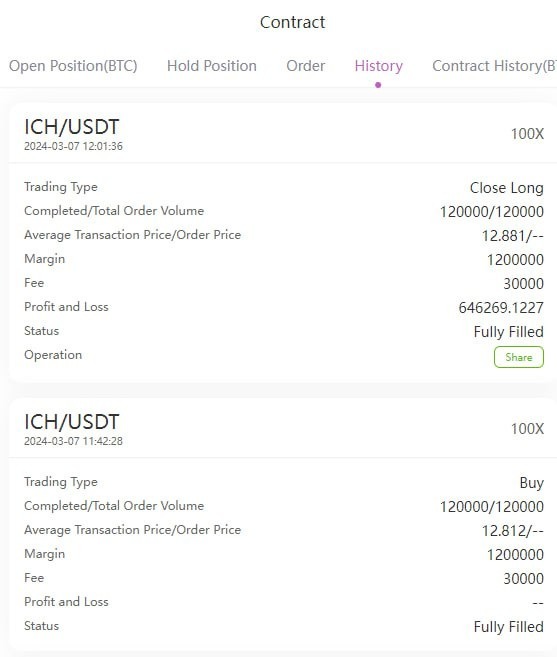 Contract
Open Position(BTC) Hold Position Order History Contract History(B
ICH/USDT
2024-03-07 12:01:36
100X
Trading Type Close Long
Completed/Total Order Volume 120000/120000
Average Transaction Price/Order Price 12.881/--
Margin 1200000
Fee 30000
Profit and Loss 646269.1227
Status Fully Filled
Operation Share
ICH/USDT
2024-03-07 11:42:28
100X
Trading Type Buy
Completed/Total Order Volume 120000/120000
Average Transaction Price/Order Price 12.812/--
Margin 1200000
Fee 30000
Profit and Loss --
Status Fully Filled